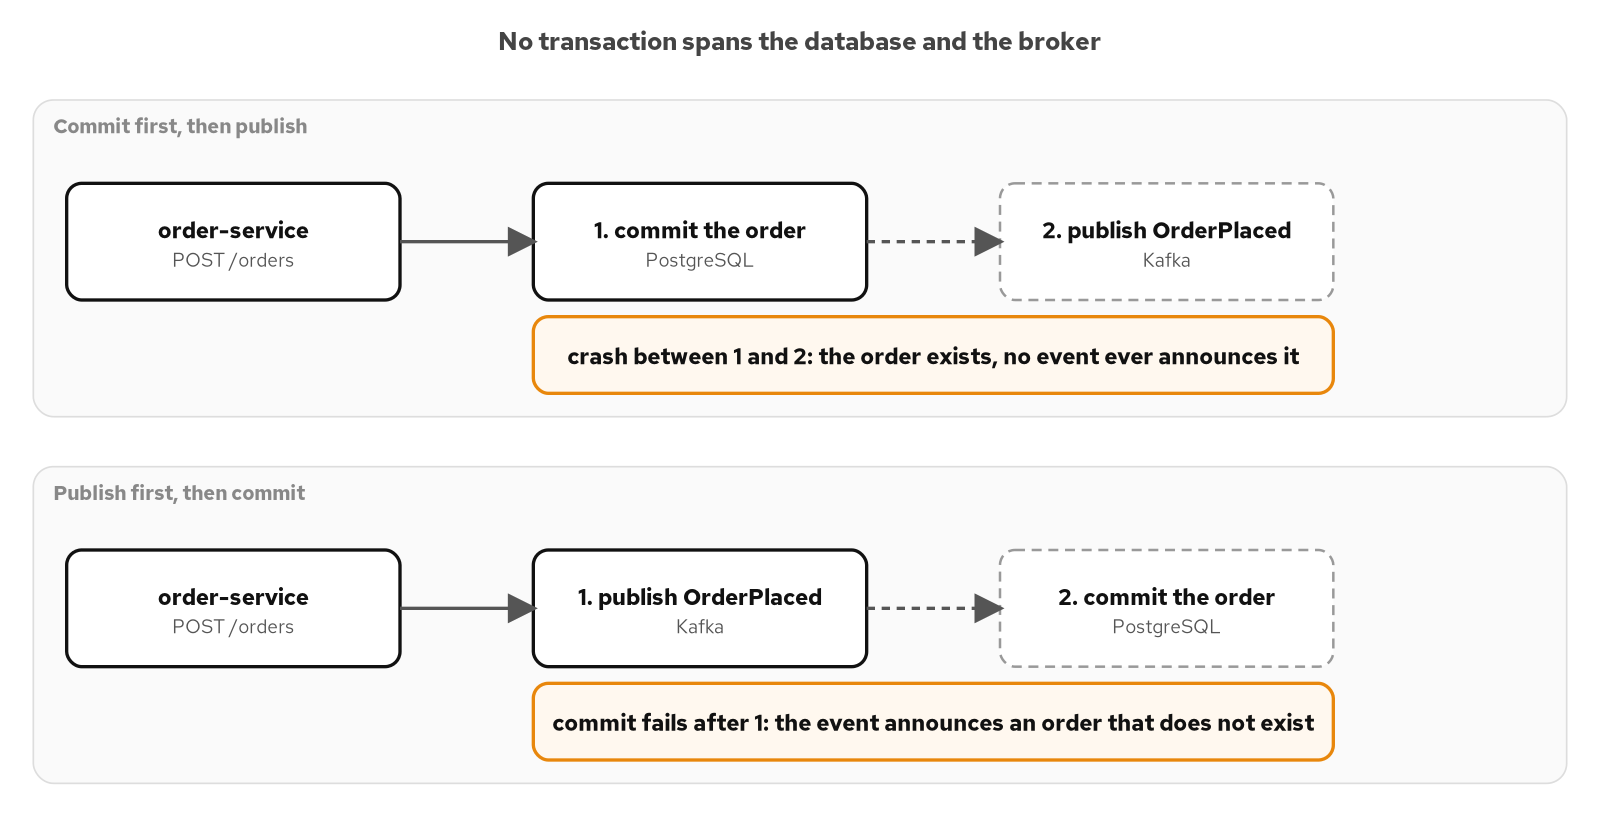 No transaction spans the database and the broker
Commit first, then publish
order-service
POST /orders
1. commit the order
PostgreSQL
2. publish OrderPlaced
Kafka
crash between 1 and 2: the order exists, no event ever announces it
Publish first, then commit
order-service
POST /orders
1. publish OrderPlaced
Kafka
2. commit the order
PostgreSQL
commit fails after 1: the event announces an order that does not exist